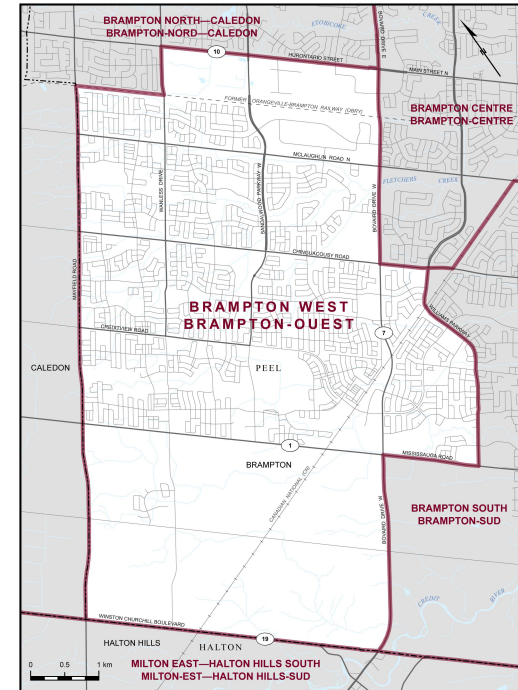 BRAMPTON NORTH—CALEDON
BRAMPTON-NORD—CALEDON
ETOBICOKE
CREEK
BOVAIRD DRIVE E
10
HURONTARIO STREET
MAIN STREET N
FORMER ORANGEVILLE-BRAMPTON RAILWAY (OBRY)
BRAMPTON CENTRE
BRAMPTON-CENTRE
MCLAUGHLIN ROAD N
FLETCHERS
CREEK
WANLESS DRIVE
SANDALWOOD PARKWAY W
BOVAIRD DRIVE W
CHINGUACOUSY ROAD
MAYFIELD ROAD
BRAMPTON WEST
BRAMPTON-OUEST
WILLIAMS PARKWAY
CREDITVIEW ROAD
7
CALEDON
PEEL
1
MISSISSAUGA ROAD
BRAMPTON
CANADIAN NATIONAL (CN)
BOVAIRD DRIVE W
BRAMPTON SOUTH
BRAMPTON-SUD
CREDIT
RIVER
WINSTON CHURCHILL BOULEVARD
19
HALTON HILLS
HALTON
MILTON EAST—HALTON HILLS SOUTH
MILTON-EST—HALTON HILLS-SUD
0 0.5 1 km